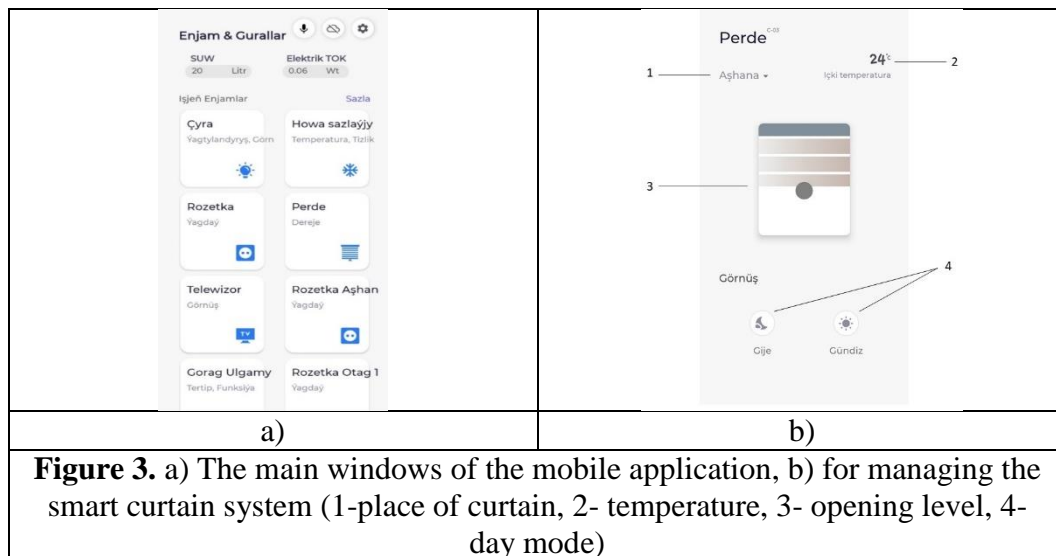 Enjam & Gurallar
SUW Elektrik TOK
20 Litr 0.06 Wt
Işjeň Enjamlar Sazla
Çyra Howa sazlaýjy
Ýagtylandyryş, Görn Temperatura, Tizlik
Rozetka Perde
Ýagdaý Dereje
Telewizor Rozetka Aşhan
Görnüş Ýagdaý
TV
Gorag Ulgamy Rozetka Otag 1
Tertip, Funksiýa Ýagdaý
Perde C-03
24°c 2
1 Aşhana
Içki temperatura
3
4
Görnüş
Gije Gündiz
a) b)
Figure 3. a) The main windows of the mobile application, b) for managing the
smart curtain system (1-place of curtain, 2- temperature, 3- opening level, 4-
day mode)